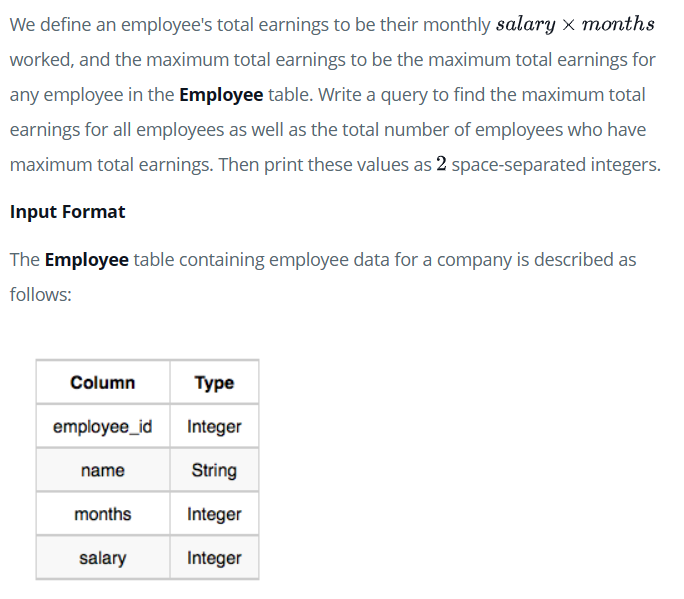 We define an employee's total earnings to be their monthly salary × months
worked, and the maximum total earnings to be the maximum total earnings for
any employee in the Employee table. Write a query to find the maximum total
earnings for all employees as well as the total number of employees who have
maximum total earnings. Then print these values as 2 space-separated integers.
Input Format
The Employee table containing employee data for a company is described as
follows:
Column Type
employee_id Integer
name String
months Integer
salary Integer